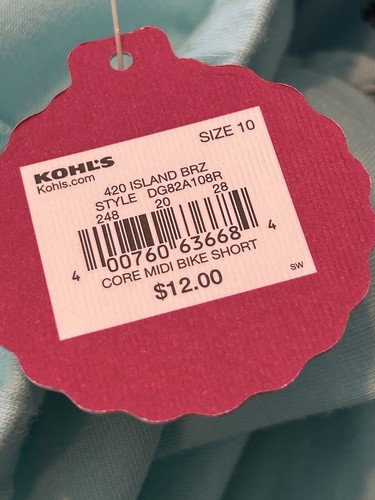 SIZE 10
KOHL'S
Kohls.com
420 ISLAND BRZ
STYLE DG82A108R
248 20 28
4 00760 63668 4
CORE MIDI BIKE SHORT
$12.00
SW